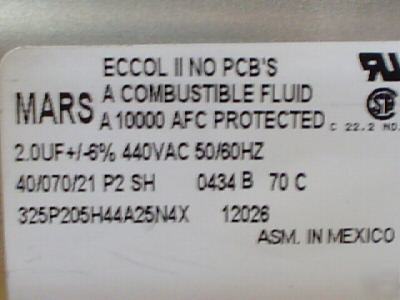 ECCOL II NO PCB'S
MARS A COMBUSTIBLE FLUID
A 10000 AFC PROTECTED C 22.2 NO.
2.0UF+/-6% 440VAC 50/60HZ
40/070/21 P2 SH 0434 B 70 C
325P205H44A25N4X 12026
ASM. IN MEXICO